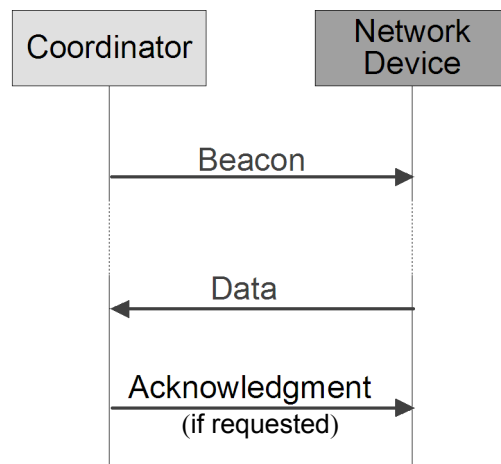 Coordinator
Network
Device
Beacon
Data
Acknowledgment
(if requested)